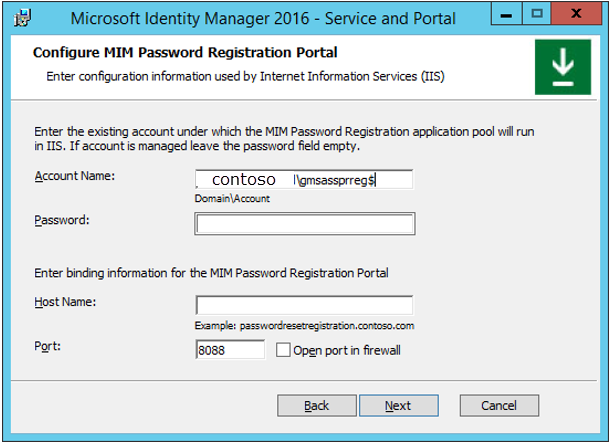 Microsoft Identity Manager 2016 - Service and Portal
Configure MIM Password Registration Portal
Enter configuration information used by Internet Information Services (IIS)
Enter the existing account under which the MIM Password Registration application pool will run
in IIS. If account is managed leave the password field empty.
Account Name:
contoso \gmsassprreg$
Domain\Account
Password:
Enter binding information for the MIM Password Registration Portal
Host Name:
Example: passwordresetregistration.contoso.com
Port:
8088
Open port in firewall
Back
Next
Cancel